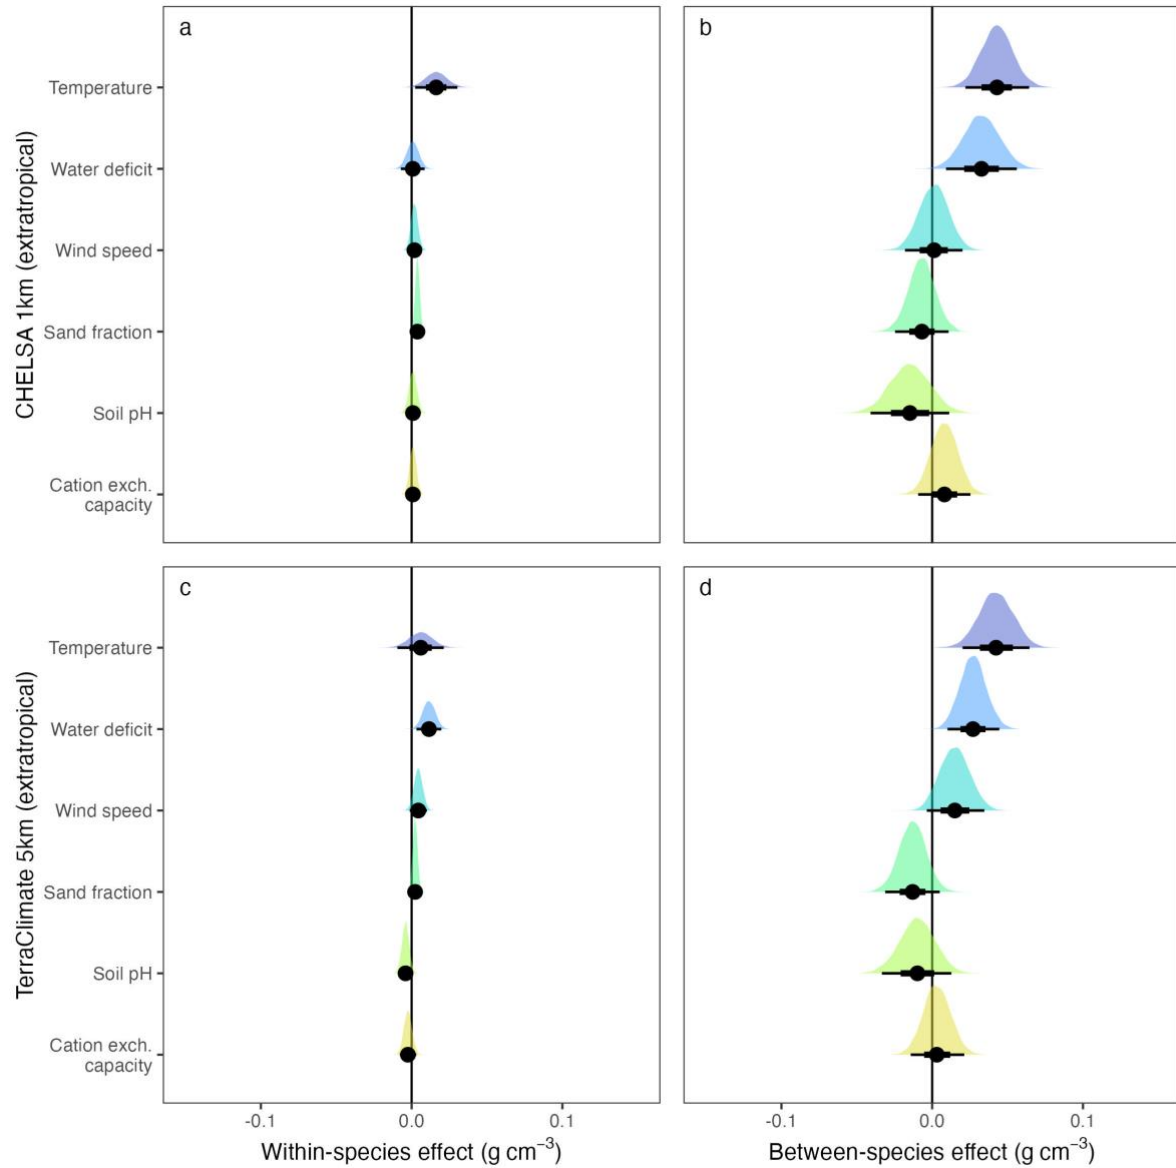 a
b
CHELSA 1km (extratropical)
Temperature
Water deficit
Wind speed
Sand fraction
Soil pH
Cation exch.
capacity
c
d
TerraClimate 5km (extratropical)
Temperature
Water deficit
Wind speed
Sand fraction
Soil pH
Cation exch.
capacity
-0.1 0.0 0.1
-0.1 0.0 0.1
Within-species effect (g cm⁻³)
Between-species effect (g cm⁻³)